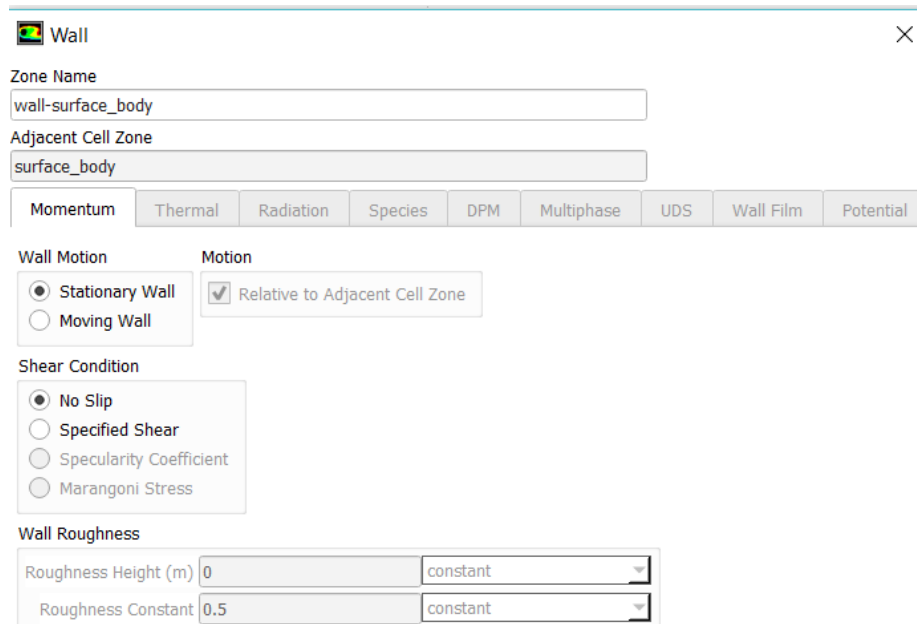 Wall
Zone Name
wall-surface_body
Adjacent Cell Zone
surface_body
Momentum Thermal Radiation Species DPM Multiphase UDS Wall Film Potential
Wall Motion Motion
Stationary Wall Relative to Adjacent Cell Zone
Moving Wall
Shear Condition
No Slip
Specified Shear
Specularity Coefficient
Marangoni Stress
Wall Roughness
Roughness Height (m) 0 constant
Roughness Constant 0.5 constant